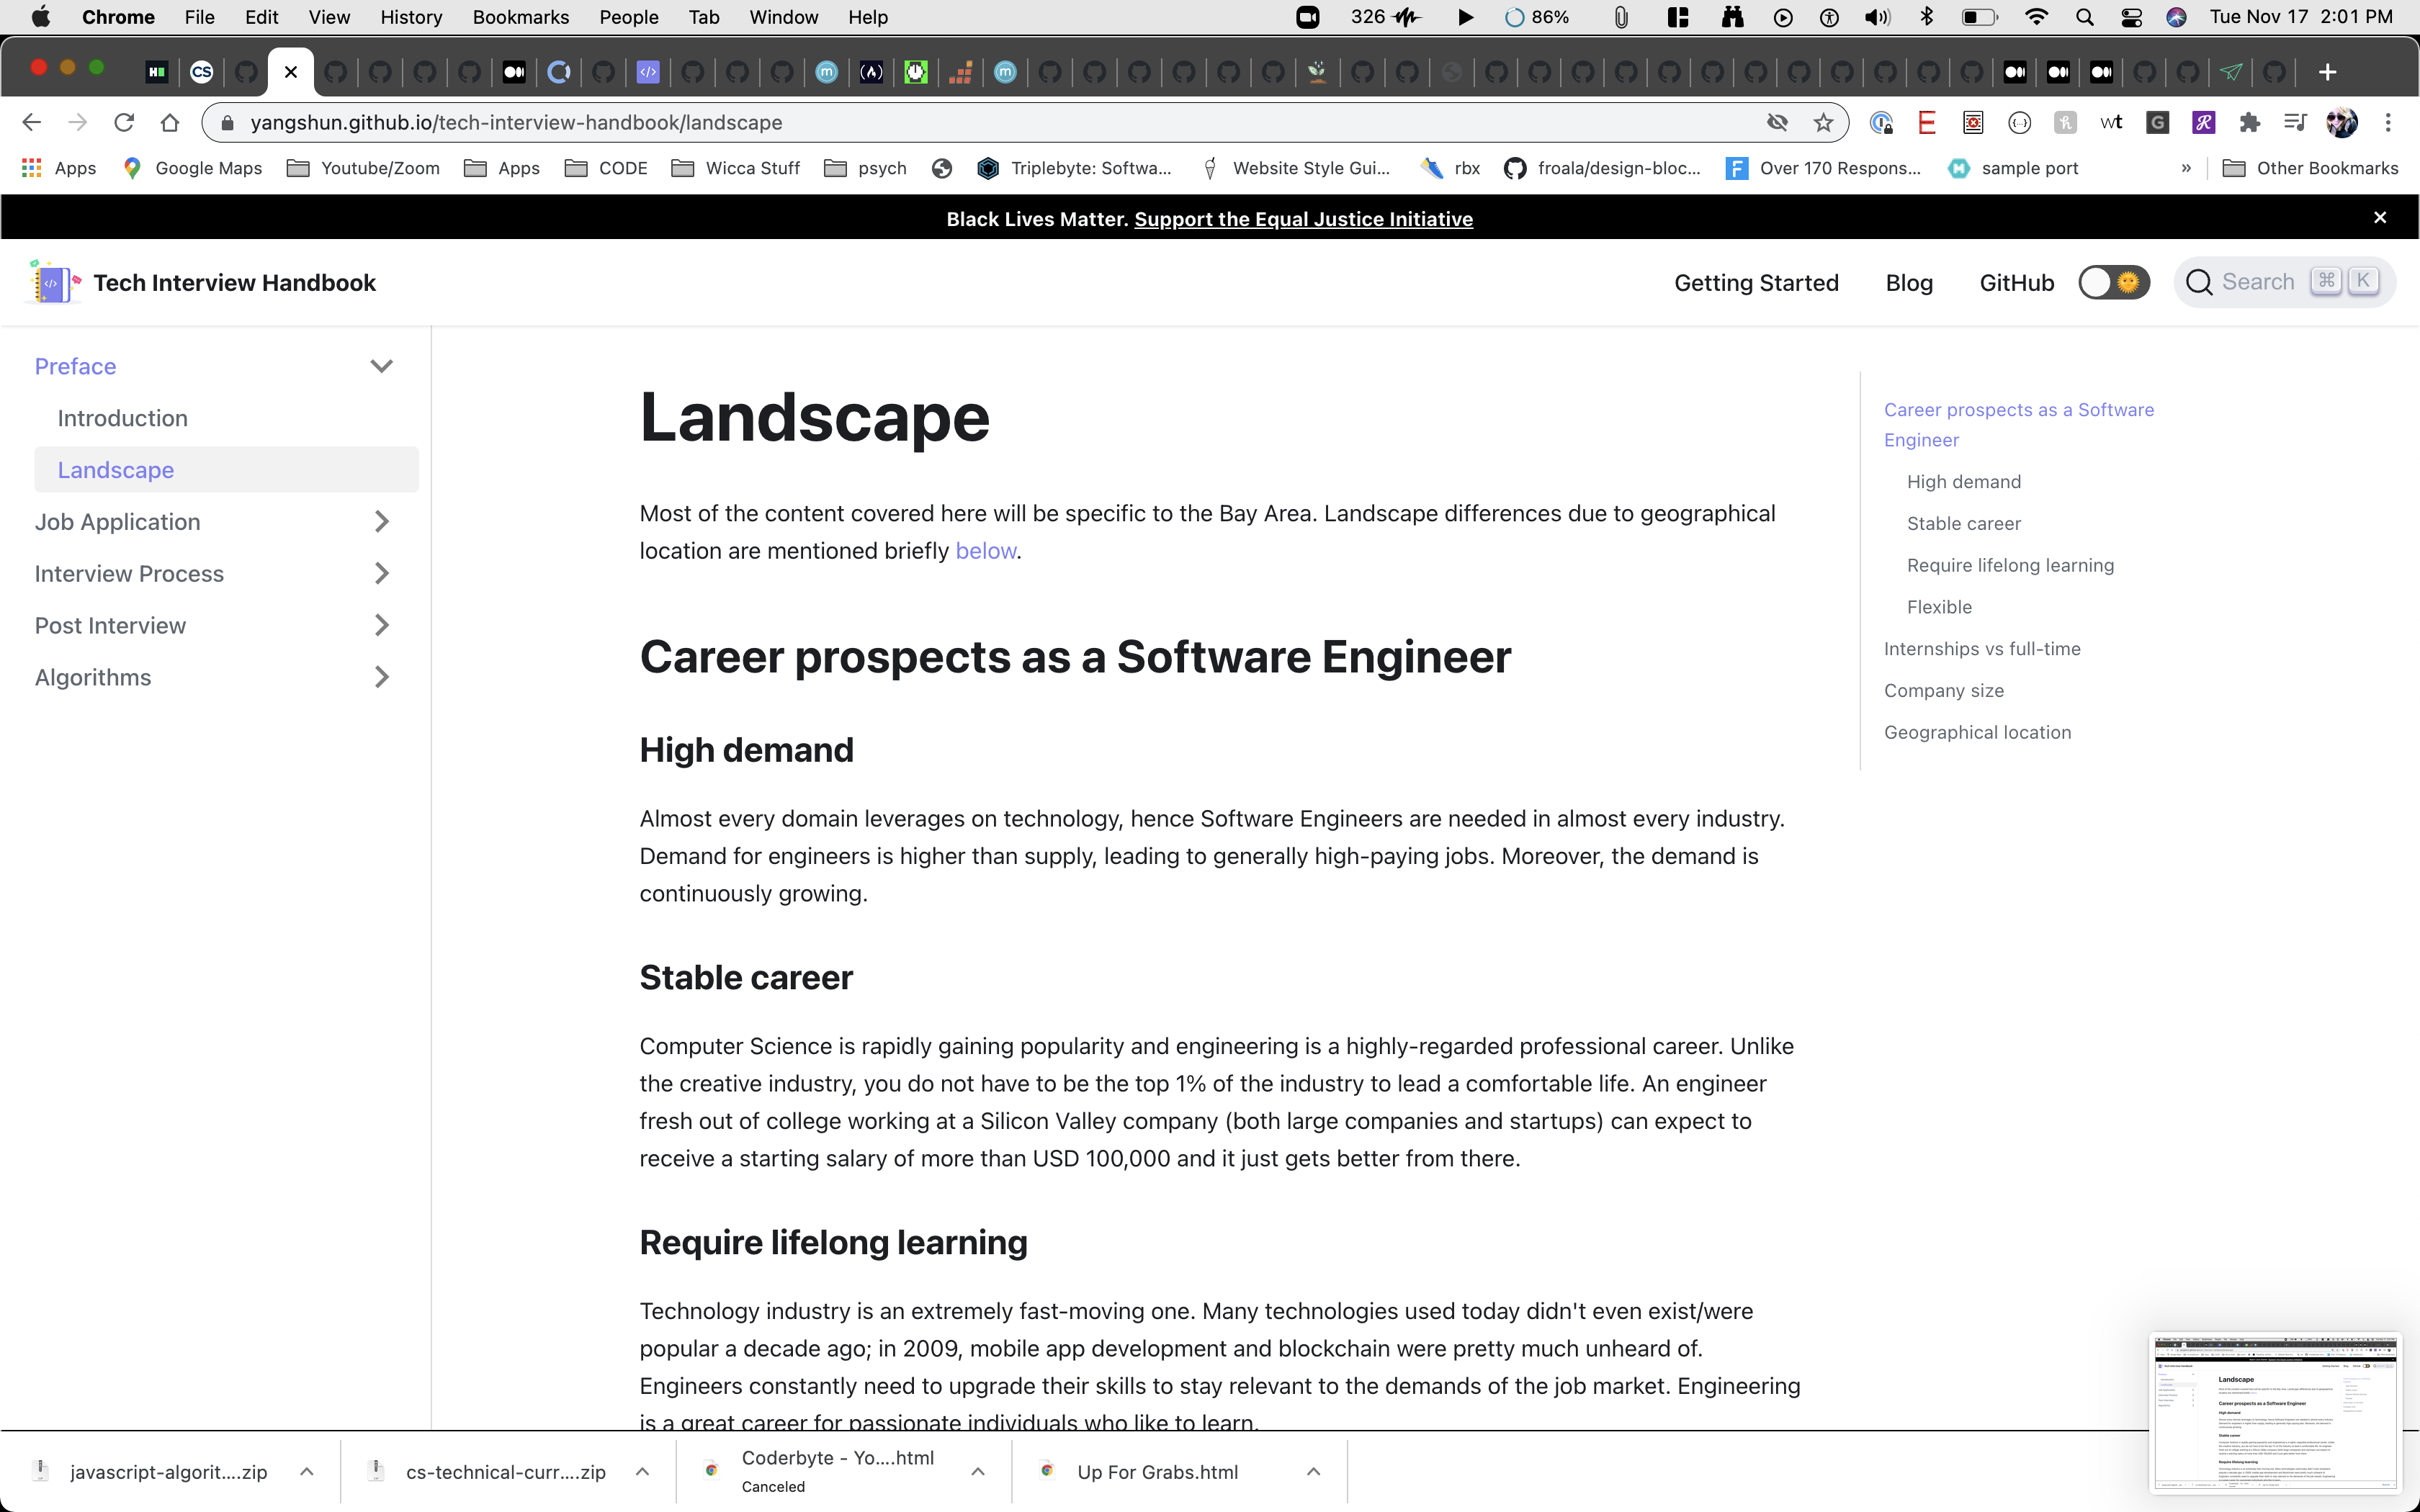 Chrome File Edit View History Bookmarks People Tab Window Help
326 86% Tue Nov 17 2:01 PM
yangshun.github.io/tech-interview-handbook/landscape
Apps Google Maps Youtube/Zoom Apps CODE Wicca Stuff psych Triplebyte: Softwa... Website Style Gui... rbx froala/design-bloc... Over 170 Respons... sample port » Other Bookmarks
Black Lives Matter. Support the Equal Justice Initiative
Tech Interview Handbook
Getting Started Blog GitHub Search ⌘ K
Preface
Introduction
Landscape
Job Application
Interview Process
Post Interview
Algorithms
Landscape
Most of the content covered here will be specific to the Bay Area. Landscape differences due to geographical
location are mentioned briefly below.
Career prospects as a Software Engineer
High demand
Almost every domain leverages on technology, hence Software Engineers are needed in almost every industry.
Demand for engineers is higher than supply, leading to generally high-paying jobs. Moreover, the demand is
continuously growing.
Stable career
Computer Science is rapidly gaining popularity and engineering is a highly-regarded professional career. Unlike
the creative industry, you do not have to be the top 1% of the industry to lead a comfortable life. An engineer
fresh out of college working at a Silicon Valley company (both large companies and startups) can expect to
receive a starting salary of more than USD 100,000 and it just gets better from there.
Require lifelong learning
Technology industry is an extremely fast-moving one. Many technologies used today didn't even exist/were
popular a decade ago; in 2009, mobile app development and blockchain were pretty much unheard of.
Engineers constantly need to upgrade their skills to stay relevant to the demands of the job market. Engineering
is a great career for passionate individuals who like to learn.
Career prospects as a Software
Engineer
High demand
Stable career
Require lifelong learning
Flexible
Internships vs full-time
Company size
Geographical location
javascript-algorit....zip
cs-technical-curr....zip
Coderbyte - Yo....html
Canceled
Up For Grabs.html
Landscape
Career prospects as a Software Engineer
High demand
Stable career
Require lifelong learning